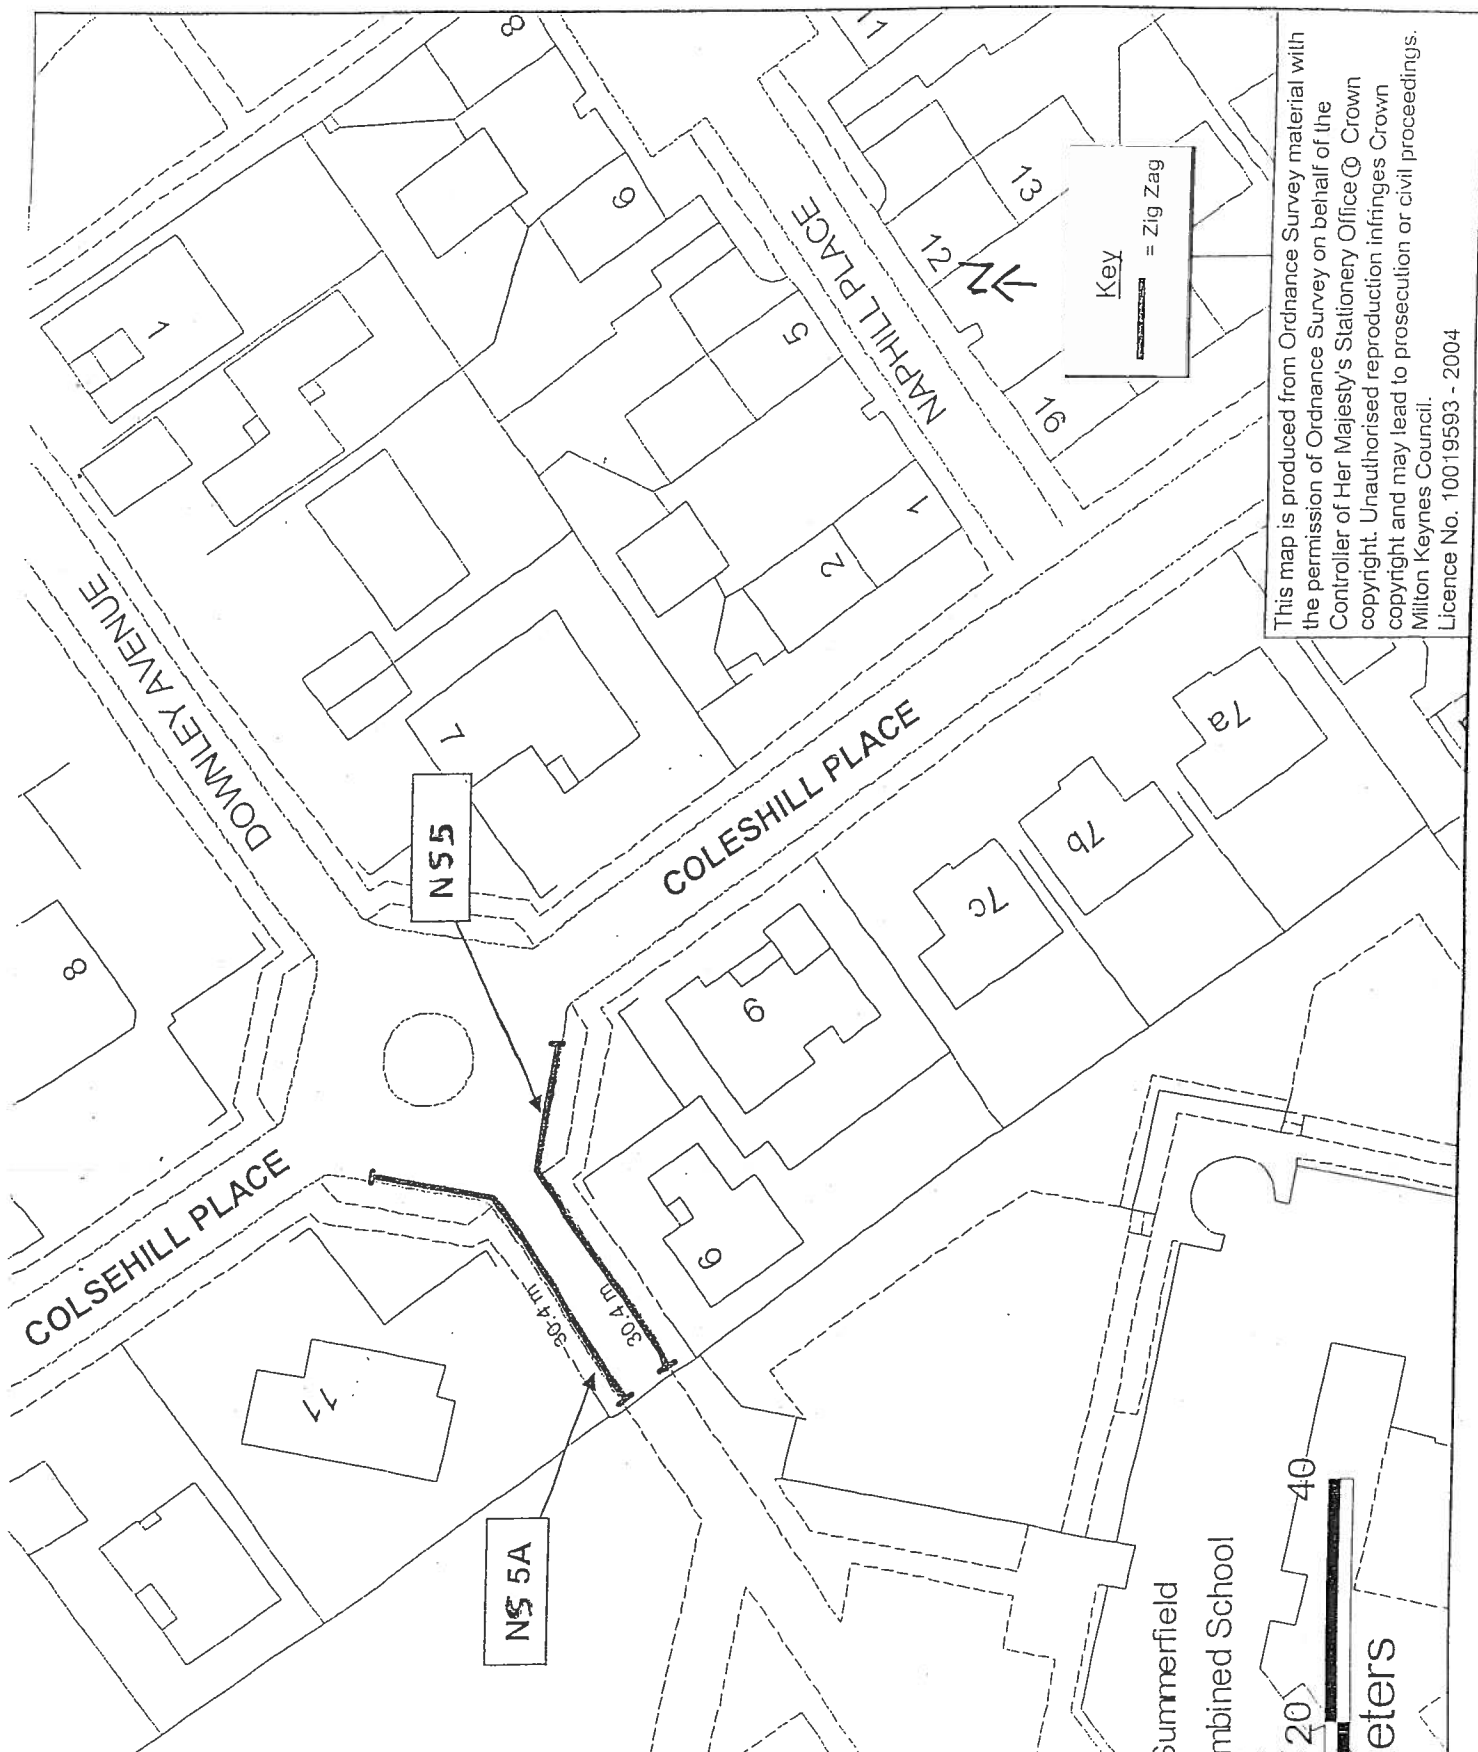 DOWNLEY AVENUE
COLSEHILL PLACE
COLESHILL PLACE
NAPHILL PLACE
NS5
NS 5A
30.4 m
30.4 m
1
8
6
5
1
2
7
8
9
6
11
7c
7b
7a
11
12
13
16
Key
= Zig Zag
N
Summerfield
mbined School
20
40
eters
This map is produced from Ordnance Survey material with
the permission of Ordnance Survey on behalf of the
Controller of Her Majesty's Stationery Office © Crown
copyright. Unauthorised reproduction infringes Crown
copyright and may lead to prosecution or civil proceedings.
Milton Keynes Council.
Licence No. 10019593 - 2004